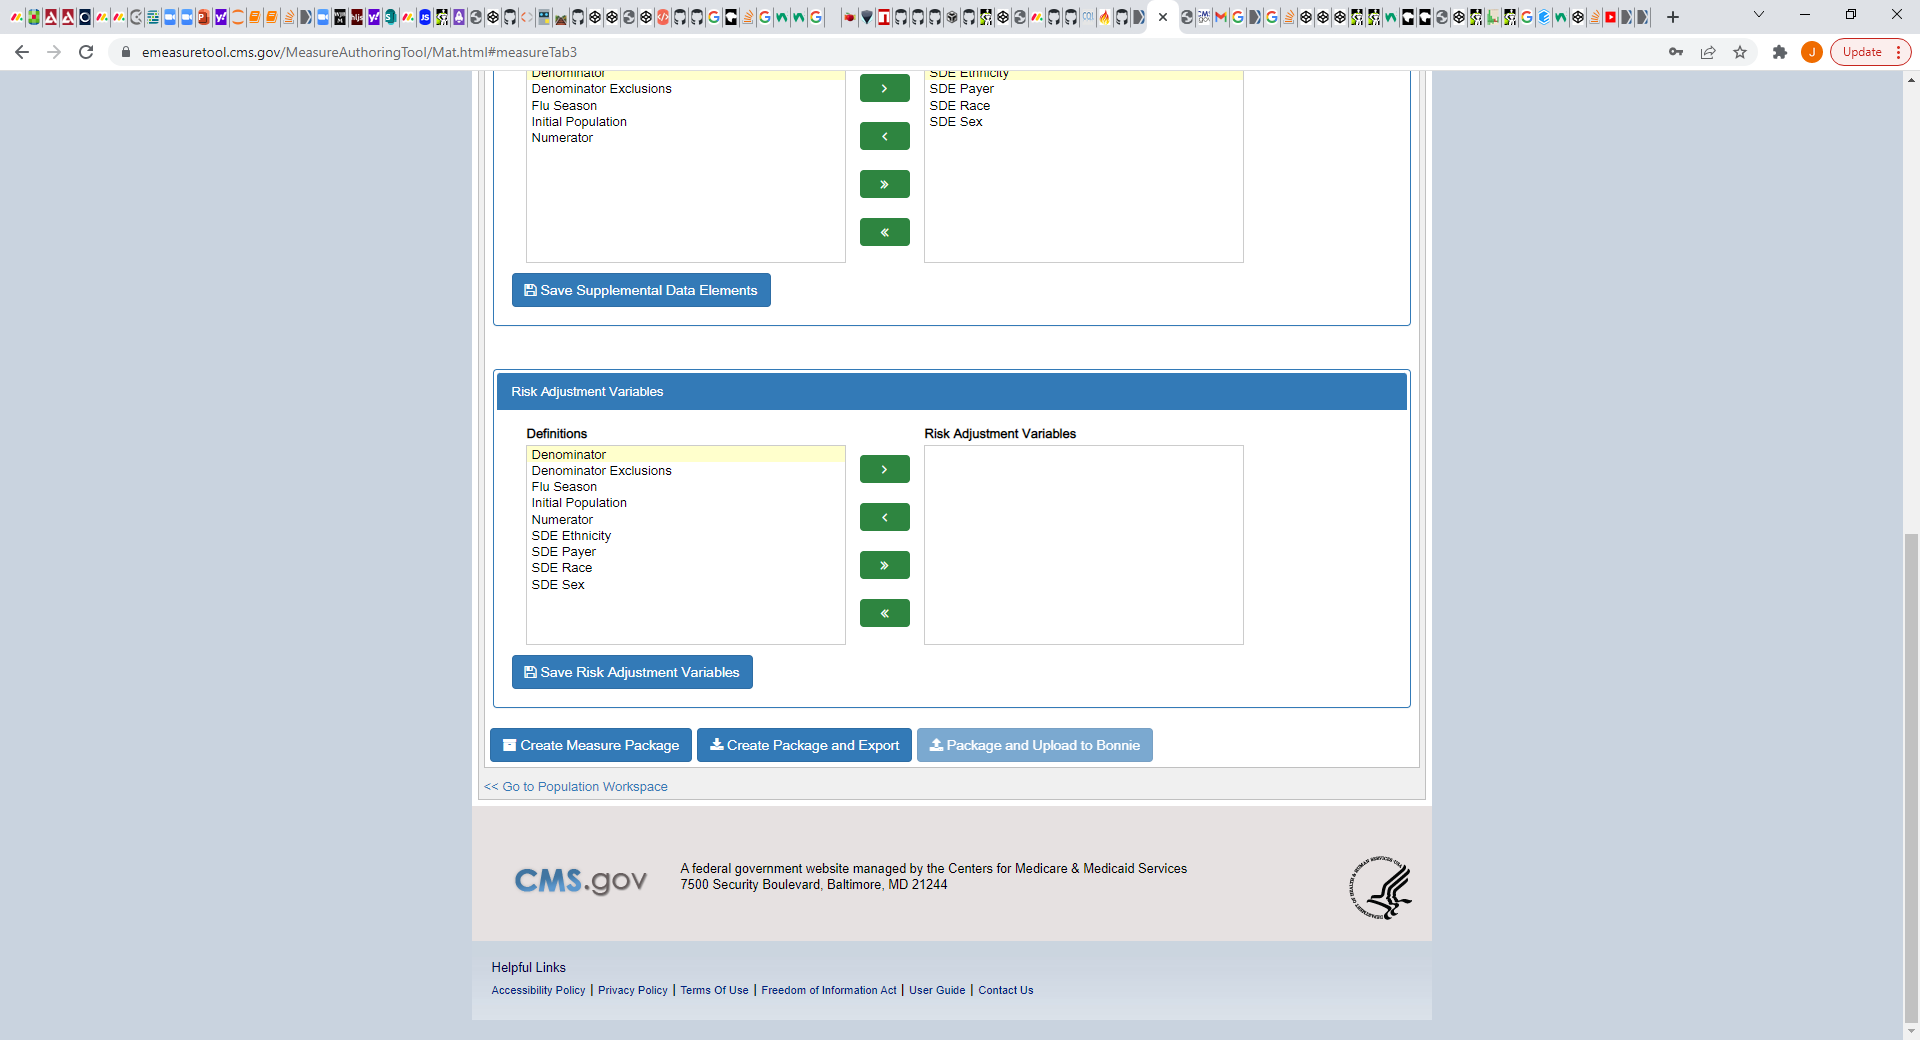 emeasuretool.cms.gov/MeasureAuthoringTool/Mat.html#measureTab3
J
Update
Denominator
Denominator Exclusions
Flu Season
Initial Population
Numerator
SDE Ethnicity
SDE Payer
SDE Race
SDE Sex
Save Supplemental Data Elements
Risk Adjustment Variables
Definitions
Denominator
Denominator Exclusions
Flu Season
Initial Population
Numerator
SDE Ethnicity
SDE Payer
SDE Race
SDE Sex
Risk Adjustment Variables
Save Risk Adjustment Variables
Create Measure Package
Create Package and Export
Package and Upload to Bonnie
<< Go to Population Workspace
CMS.gov
A federal government website managed by the Centers for Medicare & Medicaid Services
7500 Security Boulevard, Baltimore, MD 21244
Helpful Links
Accessibility Policy | Privacy Policy | Terms Of Use | Freedom of Information Act | User Guide | Contact Us